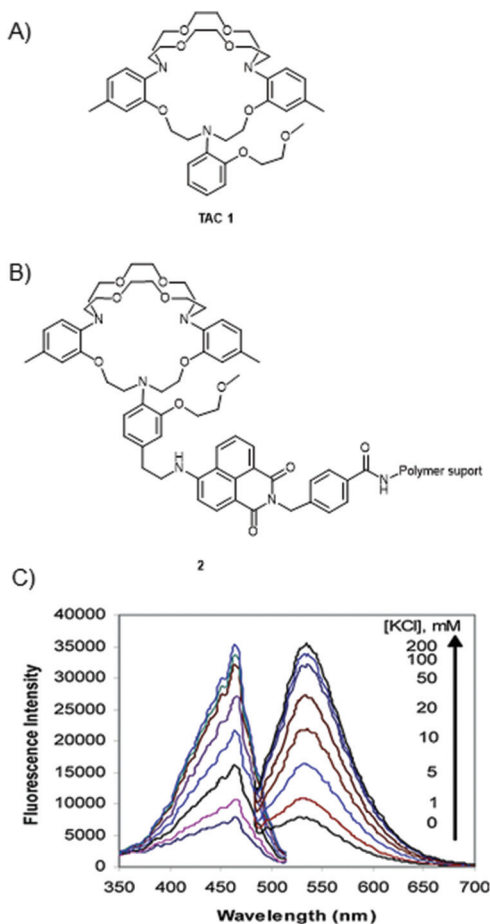 A)
O
O
O
O
N
N
O
O
N
O
O
TAC 1
B)
O
O
O
O
N
N
O
O
N
O
O
H
N
O
N
O
O
N
H
Polymer suport
2
C)
40000
35000
30000
25000
20000
15000
10000
5000
0
Fluorescence Intensity
[KCl], mM
200
100
50
20
10
5
1
0
350 400 450 500 550 600 650 700
Wavelength (nm)